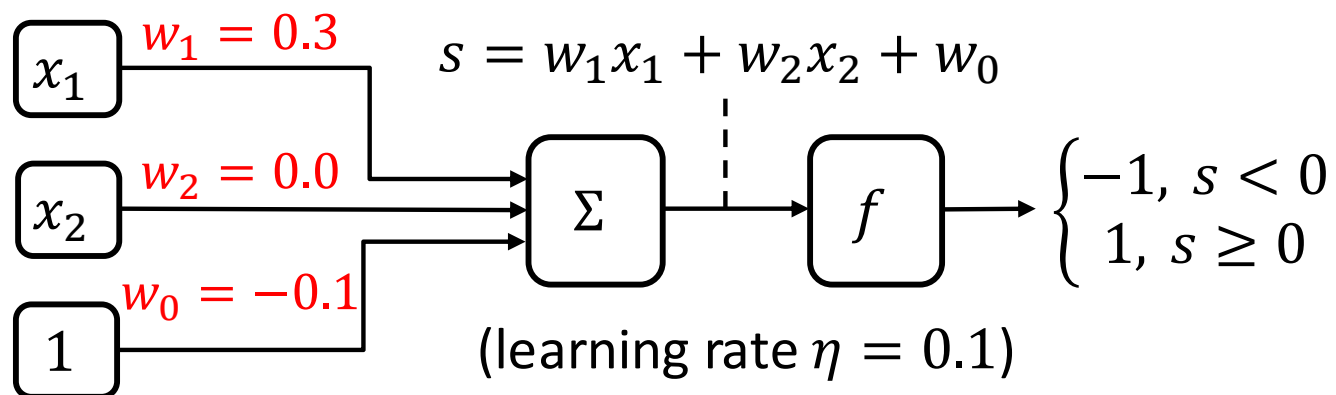 w₁ = 0.3
x₁
s = w₁x₁ + w₂x₂ + w₀
w₂ = 0.0
x₂
Σ
f
−1, s < 0
1, s ≥ 0
w₀ = −0.1
1
(learning rate η = 0.1)